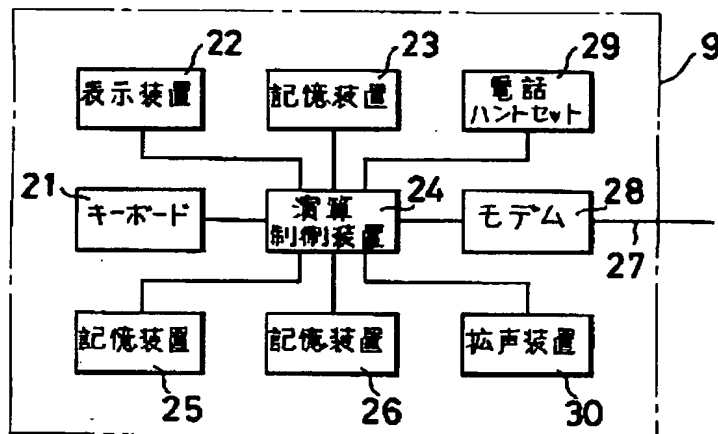 22
23
29
9
表示装置
記憶装置
電話
ハントセット
21
24
28
キーボード
演算
制御装置
モデム
27
記憶装置
記憶装置
拡声装置
25
26
30